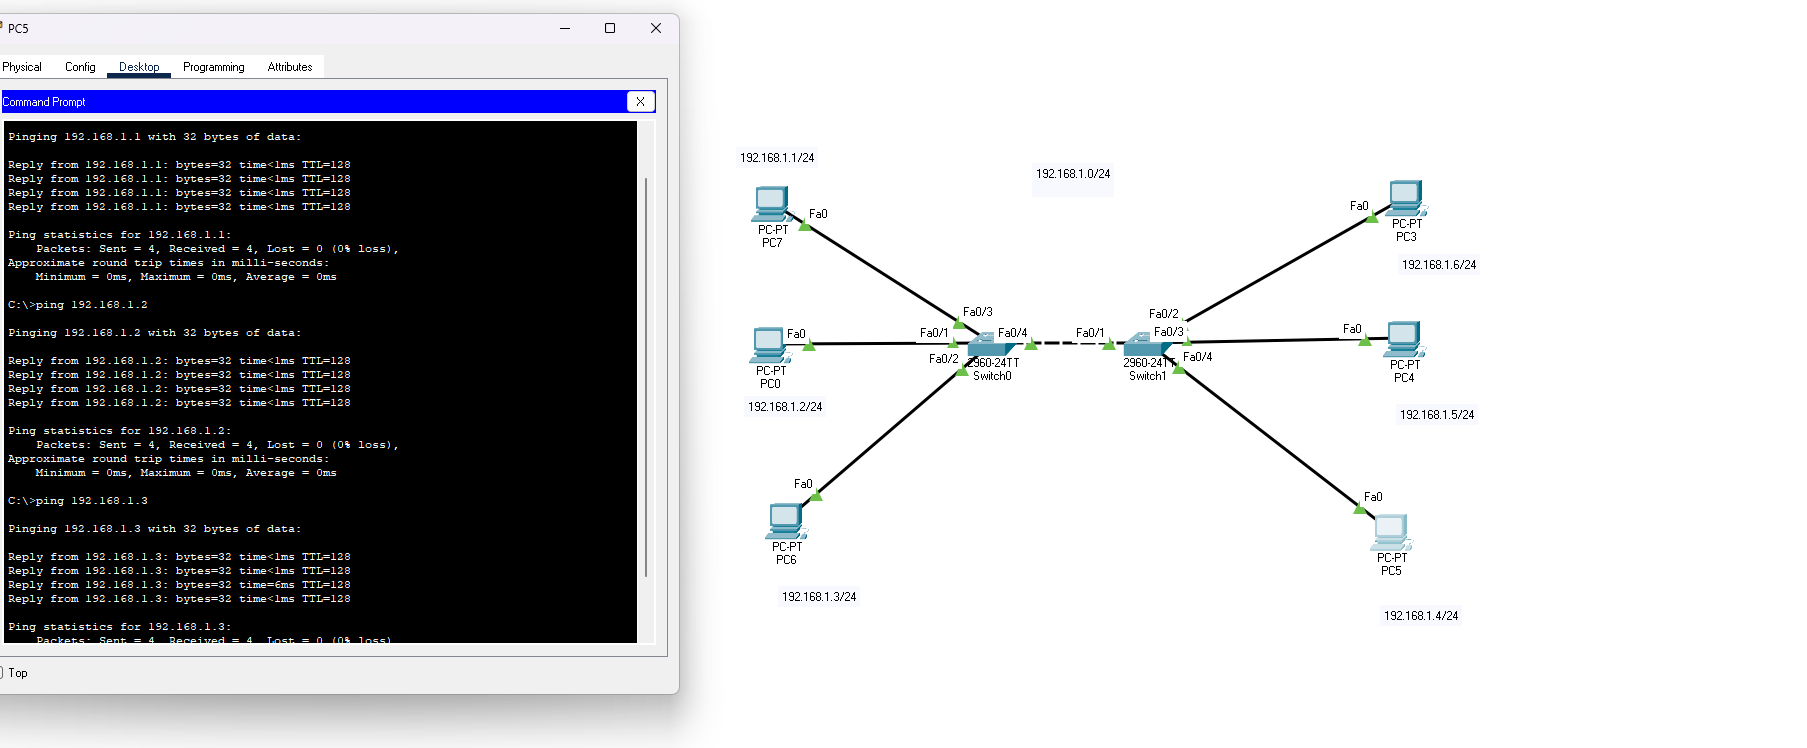 PC5
Physical Config Desktop Programming Attributes
Command Prompt
X
Pinging 192.168.1.1 with 32 bytes of data:
Reply from 192.168.1.1: bytes=32 time<1ms TTL=128
Reply from 192.168.1.1: bytes=32 time<1ms TTL=128
Reply from 192.168.1.1: bytes=32 time<1ms TTL=128
Reply from 192.168.1.1: bytes=32 time<1ms TTL=128
Ping statistics for 192.168.1.1:
Packets: Sent = 4, Received = 4, Lost = 0 (0% loss),
Approximate round trip times in milli-seconds:
Minimum = 0ms, Maximum = 0ms, Average = 0ms
C:\>ping 192.168.1.2
Pinging 192.168.1.2 with 32 bytes of data:
Reply from 192.168.1.2: bytes=32 time<1ms TTL=128
Reply from 192.168.1.2: bytes=32 time<1ms TTL=128
Reply from 192.168.1.2: bytes=32 time<1ms TTL=128
Reply from 192.168.1.2: bytes=32 time<1ms TTL=128
Ping statistics for 192.168.1.2:
Packets: Sent = 4, Received = 4, Lost = 0 (0% loss),
Approximate round trip times in milli-seconds:
Minimum = 0ms, Maximum = 0ms, Average = 0ms
C:\>ping 192.168.1.3
Pinging 192.168.1.3 with 32 bytes of data:
Reply from 192.168.1.3: bytes=32 time<1ms TTL=128
Reply from 192.168.1.3: bytes=32 time<1ms TTL=128
Reply from 192.168.1.3: bytes=32 time=6ms TTL=128
Reply from 192.168.1.3: bytes=32 time<1ms TTL=128
Ping statistics for 192.168.1.3:
Packets: Sent = 4, Received = 4, Lost = 0 (0% loss)
Top
192.168.1.1/24
192.168.1.0/24
Fa0
PC-PT
PC7
Fa0
PC-PT
PC3
192.168.1.6/24
Fa0/3
Fa0/1
Fa0/2
Fa0/4
2960-24TT
Switch0
Fa0/1
Fa0/2
Fa0/3
Fa0/4
2960-24TT
Switch1
Fa0
PC-PT
PC0
192.168.1.2/24
Fa0
PC-PT
PC4
192.168.1.5/24
Fa0
PC-PT
PC6
192.168.1.3/24
Fa0
PC-PT
PC5
192.168.1.4/24